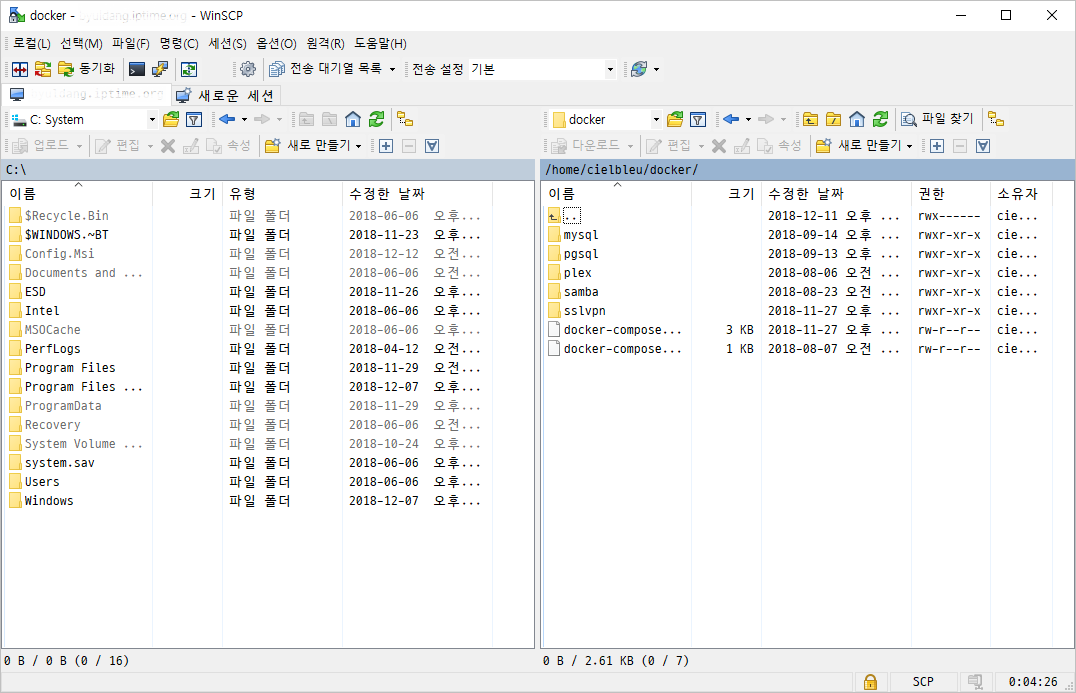 docker - byuldang.iptime.org - WinSCP
로컬(L) 선택(M) 파일(F) 명령(C) 세션(S) 옵션(O) 원격(R) 도움말(H)
동기화 전송 대기열 목록 전송 설정 기본
byuldang.iptime.org 새로운 세션
C: System docker 파일 찾기
업로드 편집 속성 새로 만들기 다운로드 편집 속성 새로 만들기
C:\ /home/cielbleu/docker/
이름 크기 유형 수정한 날짜
$Recycle.Bin 파일 폴더 2018-06-06 오후...
$WINDOWS.~BT 파일 폴더 2018-11-23 오후...
Config.Msi 파일 폴더 2018-12-12 오전...
Documents and ... 파일 폴더 2018-06-06 오전...
ESD 파일 폴더 2018-11-26 오후...
Intel 파일 폴더 2018-06-06 오후...
MSOCache 파일 폴더 2018-06-06 오후...
PerfLogs 파일 폴더 2018-04-12 오전...
Program Files 파일 폴더 2018-11-29 오전...
Program Files ... 파일 폴더 2018-12-07 오후...
ProgramData 파일 폴더 2018-11-29 오후...
Recovery 파일 폴더 2018-06-06 오전...
System Volume ... 파일 폴더 2018-10-24 오후...
system.sav 파일 폴더 2018-06-06 오후...
Users 파일 폴더 2018-06-06 오후...
Windows 파일 폴더 2018-12-07 오후...
이름 크기 수정한 날짜 권한 소유자
.. 2018-12-11 오후 ... rwx------ cie...
mysql 2018-09-14 오후 ... rwxr-xr-x cie...
pgsql 2018-09-13 오후 ... rwxr-xr-x cie...
plex 2018-08-06 오전 ... rwxr-xr-x cie...
samba 2018-08-23 오전 ... rwxr-xr-x cie...
sslvpn 2018-11-27 오후 ... rwxr-xr-x cie...
docker-compose... 3 KB 2018-11-27 오후 ... rw-r--r-- cie...
docker-compose... 1 KB 2018-08-07 오전 ... rw-r--r-- cie...
0 B / 0 B (0 / 16) 0 B / 2.61 KB (0 / 7)
SCP 0:04:26